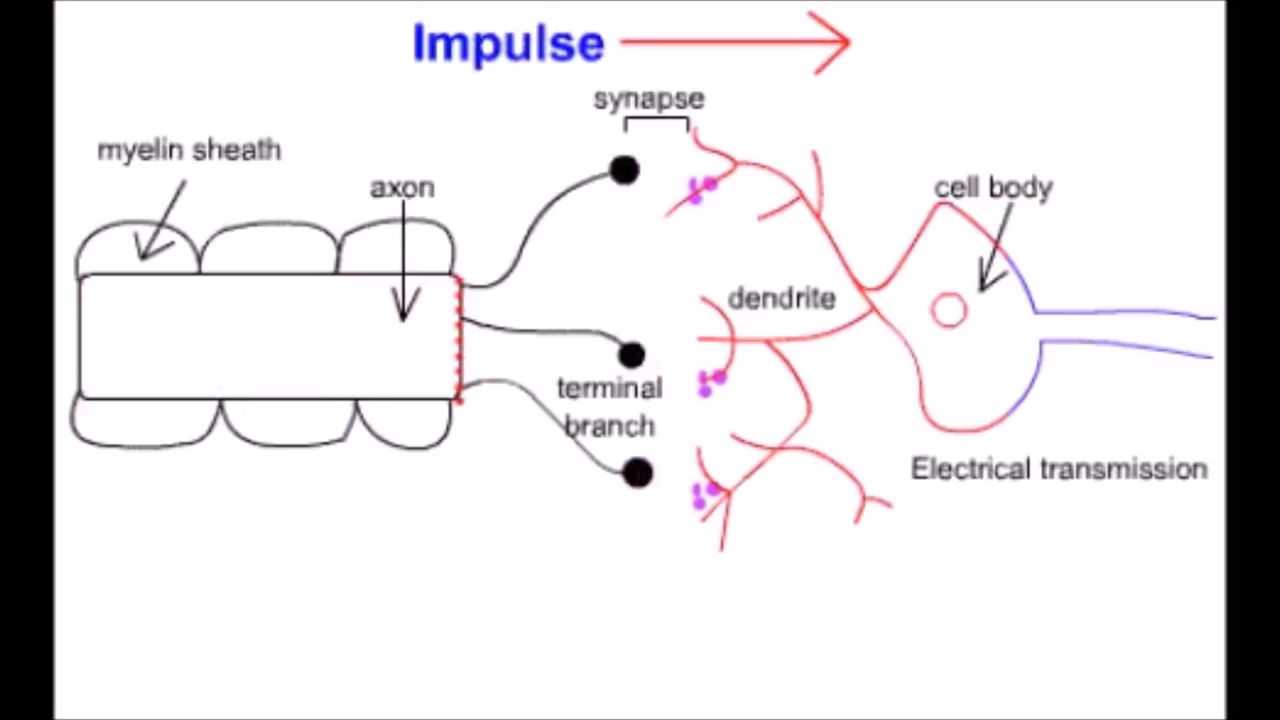 Impulse
synapse
myelin sheath
axon
cell body
dendrite
terminal
branch
Electrical transmission